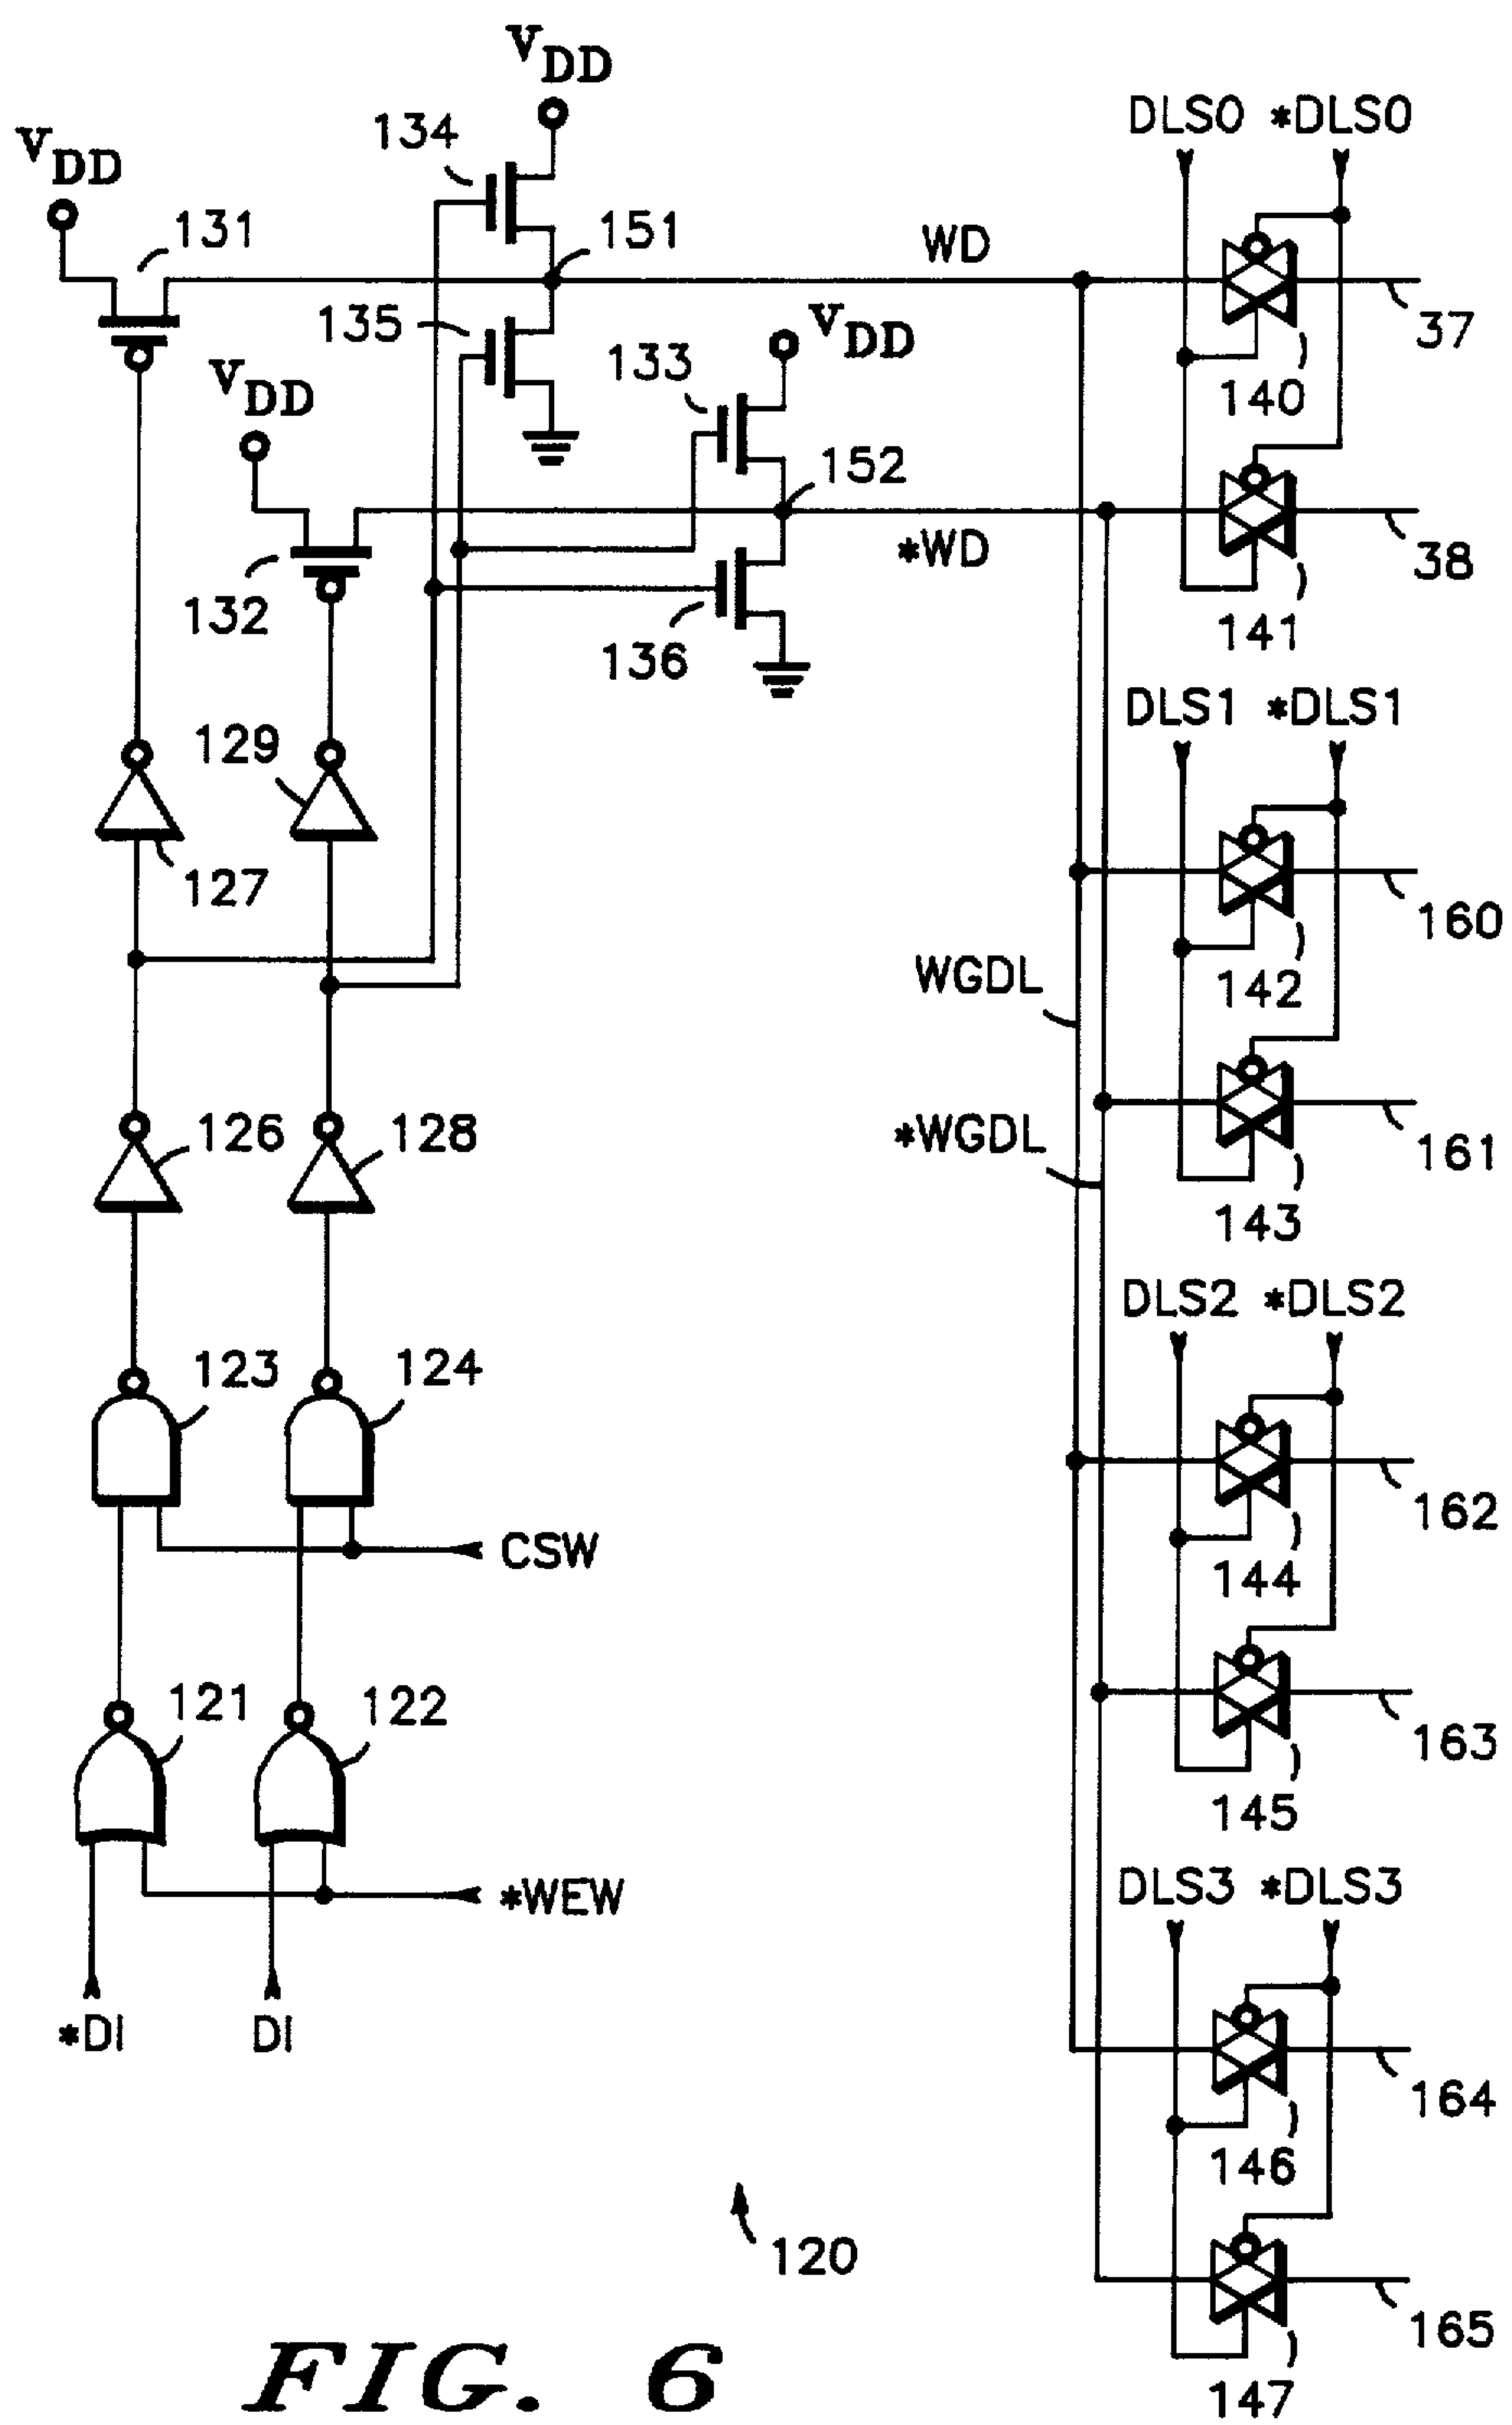 VDD
134
VDD
131
151
WD
DLS0 *DLS0
135
VDD
37
133
140
VDD
152
*WD
38
132
136
141
129
DLS1 *DLS1
127
160
WGDL
142
126
128
*WGDL
161
143
DLS2 *DLS2
123
124
162
CSW
144
121
122
163
145
*WEW
DLS3 *DLS3
*DI
DI
164
146
120
165
147
FIG. 6